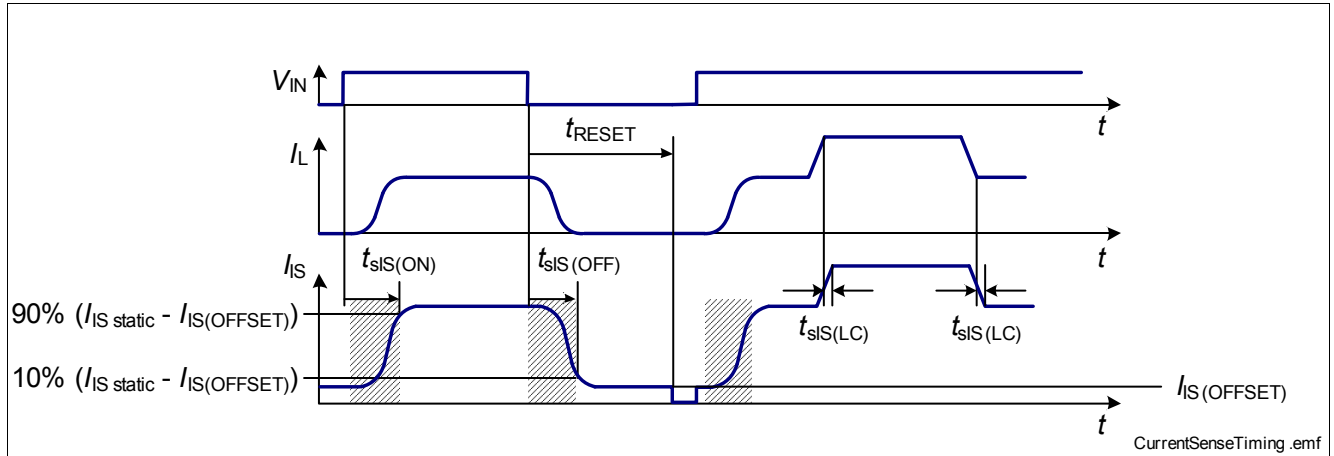 VIN
t
tRESET
IL
t
IIS
tsIS(ON)
tsIS(OFF)
90% (IIS static - IIS(OFFSET))
tsIS(LC)
tsIS(LC)
10% (IIS static - IIS(OFFSET))
IIS(OFFSET)
t
CurrentSenseTiming .emf